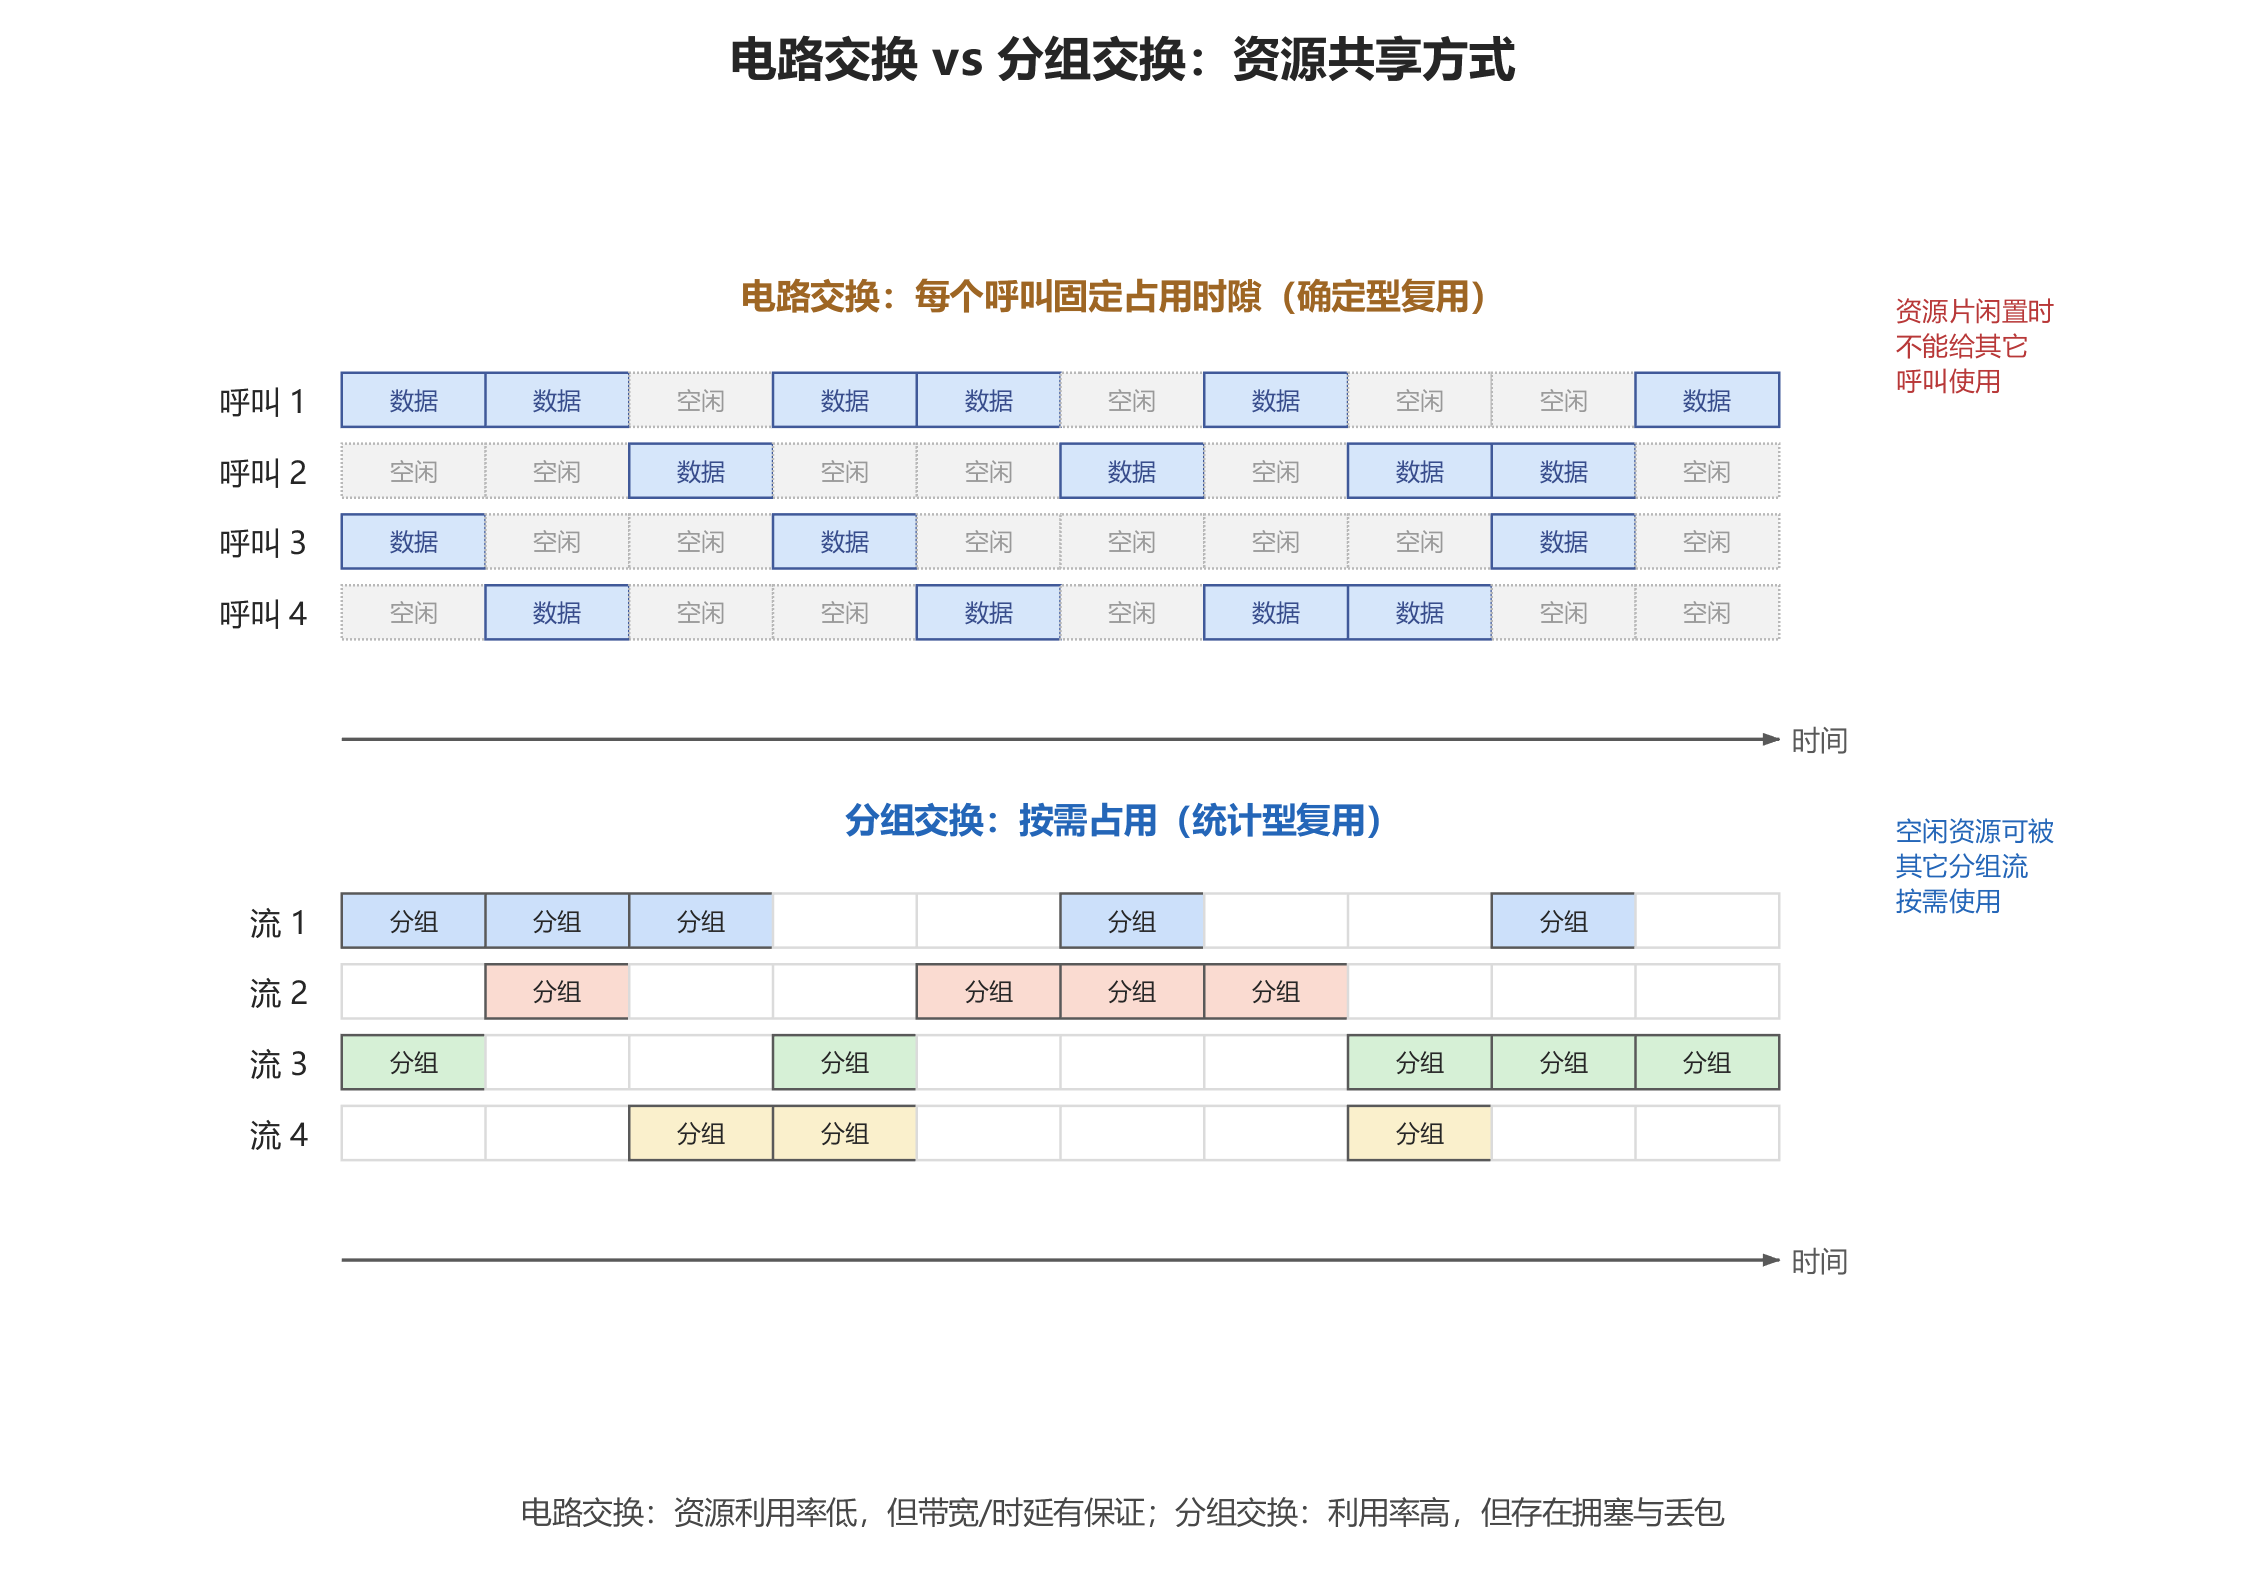 电路交换 vs 分组交换：资源共享方式
电路交换：每个呼叫固定占用时隙（确定型复用）
资源片闲置时
不能给其它
呼叫使用
呼叫 1 数据 数据 空闲 数据 数据 空闲 数据 空闲 空闲 数据
呼叫 2 空闲 空闲 数据 空闲 空闲 数据 空闲 数据 数据 空闲
呼叫 3 数据 空闲 空闲 数据 空闲 空闲 空闲 空闲 数据 空闲
呼叫 4 空闲 数据 空闲 空闲 数据 空闲 数据 数据 空闲 空闲
时间
分组交换：按需占用（统计型复用）
空闲资源可被
其它分组流
按需使用
流 1 分组 分组 分组 分组 分组
流 2 分组 分组 分组 分组
流 3 分组 分组 分组 分组 分组
流 4 分组 分组 分组
时间
电路交换：资源利用率低，但带宽/时延有保证；分组交换：利用率高，但存在拥塞与丢包